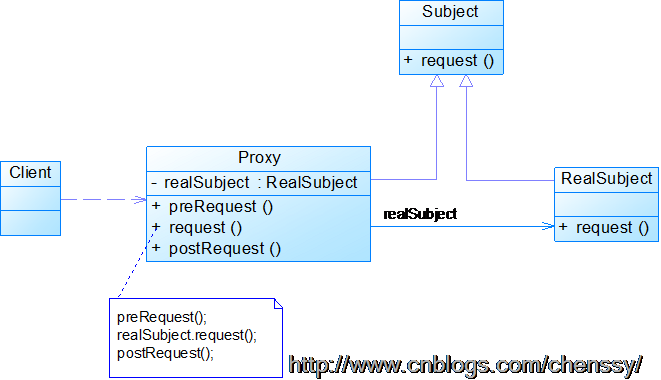 Subject
+ request ()
Client
Proxy
- realSubject : RealSubject
+ preRequest ()
+ request ()
+ postRequest ()
realSubject
RealSubject
+ request ()
preRequest();
realSubject.request();
postRequest();
http://www.cnblogs.com/chenssy/